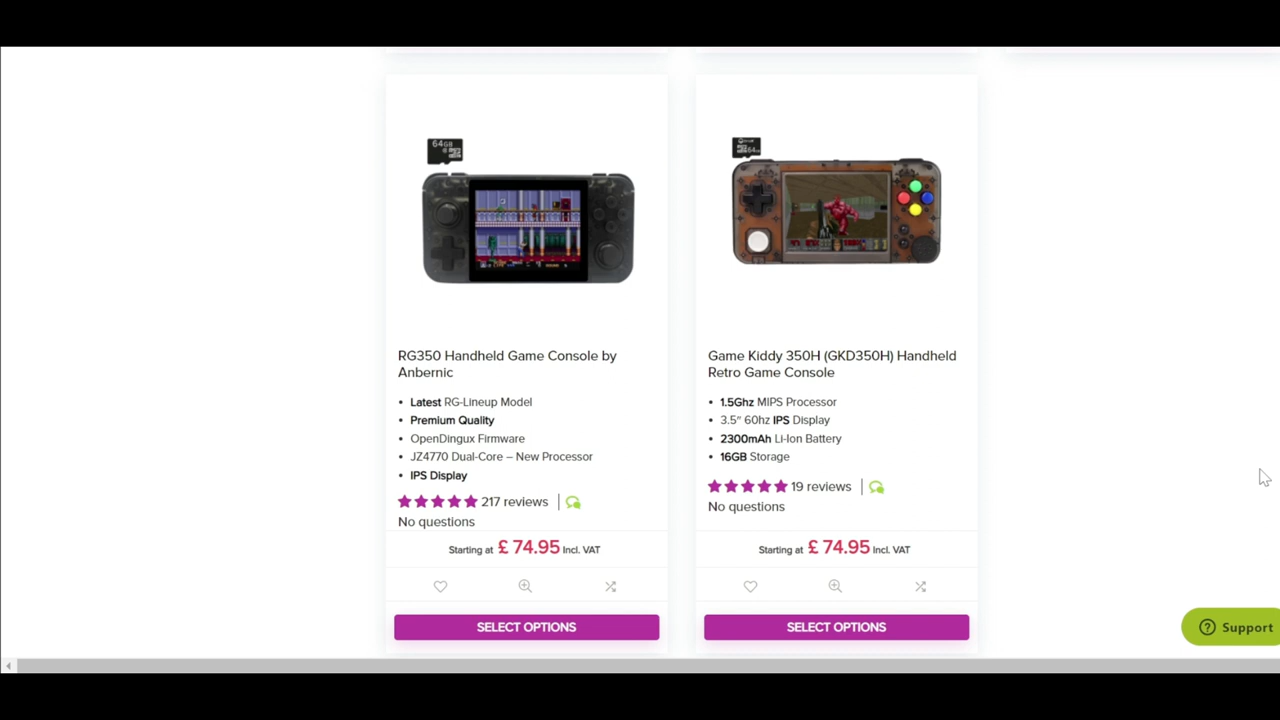 64GB
64GB
RG350 Handheld Game Console by
Anbernic
Latest RG-Lineup Model
Premium Quality
OpenDingux Firmware
JZ4770 Dual-Core – New Processor
IPS Display
217 reviews
No questions
Starting at £ 74.95 Incl. VAT
SELECT OPTIONS
Game Kiddy 350H (GKD350H) Handheld
Retro Game Console
1.5Ghz MIPS Processor
3.5" 60hz IPS Display
2300mAh Li-Ion Battery
16GB Storage
19 reviews
No questions
Starting at £ 74.95 Incl. VAT
SELECT OPTIONS
Support